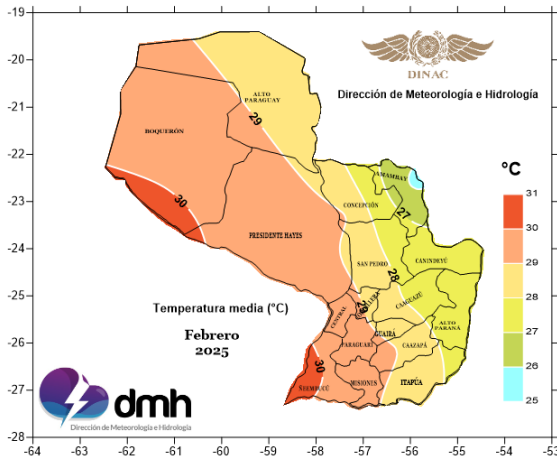 -19
-20
-21
-22
-23
-24
-25
-26
-27
-28
-64
-63
-62
-61
-60
-59
-58
-57
-56
-55
-54
-53
DINAC
Dirección de Meteorología e Hidrología
ALTO
PARAGUAY
29
BOQUERÓN
30
PRESIDENTE HAYES
AMAMBAY
CONCEPCIÓN
27
SAN PEDRO
28
CANINDEYÚ
CAAGUAZÚ
CENTRAL
29
GUAIRÁ
ALTO
PARANÁ
PARAGUARÍ
CAAZAPÁ
30
ÑEEMBUCÚ
MISIONES
ITAPÚA
°C
31
30
29
28
27
26
25
Temperatura media (°C)
Febrero
2025
dmh
Dirección de Meteorología e Hidrología